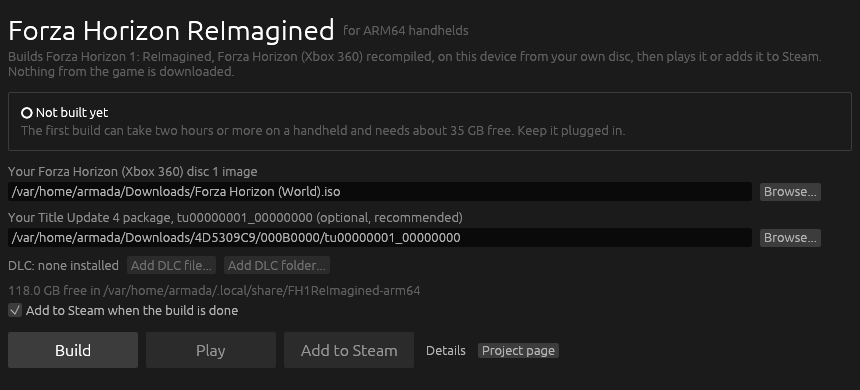 Forza Horizon ReImagined for ARM64 handhelds
Builds Forza Horizon 1: ReImagined, Forza Horizon (Xbox 360) recompiled, on this device from your own disc, then plays it or adds it to Steam.
Nothing from the game is downloaded.
Not built yet
The first build can take two hours or more on a handheld and needs about 35 GB free. Keep it plugged in.
Your Forza Horizon (Xbox 360) disc 1 image
/var/home/armada/Downloads/Forza Horizon (World).iso Browse...
Your Title Update 4 package, tu00000001_00000000 (optional, recommended)
/var/home/armada/Downloads/4D5309C9/000B0000/tu00000001_00000000 Browse...
DLC: none installed Add DLC file... Add DLC folder...
118.0 GB free in /var/home/armada/.local/share/FH1ReImagined-arm64
Add to Steam when the build is done
Build Play Add to Steam Details Project page